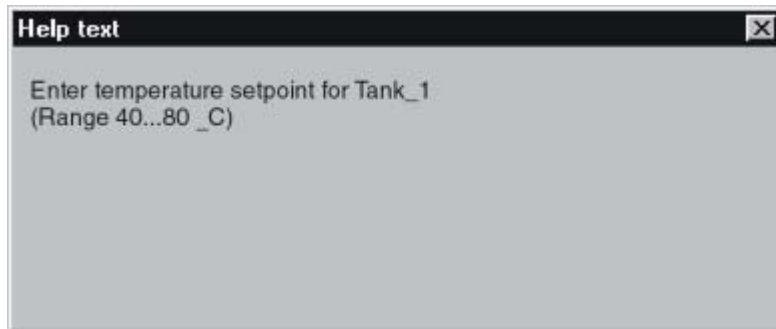 Help text
Enter temperature setpoint for Tank_1
(Range 40...80 _C)